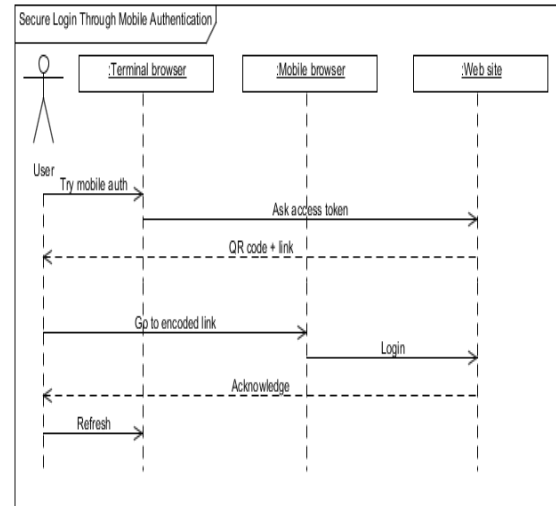 Secure Login Through Mobile Authentication
:Terminal browser
:Mobile browser
:Web site
User
Try mobile auth
Ask access token
QR code + link
Go to encoded link
Login
Acknowledge
Refresh